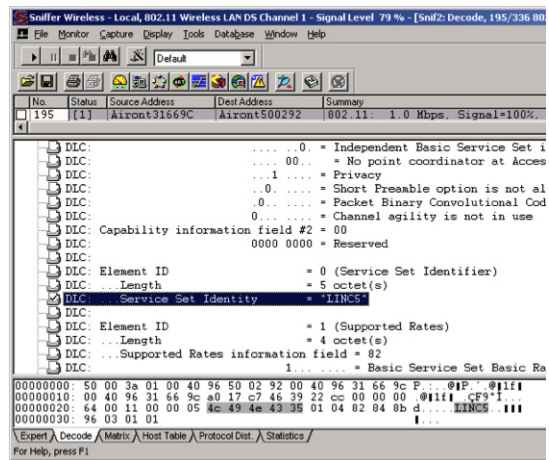 Sniffer Wireless - Local, 802.11 Wireless LAN DS Channel 1 - Signal Level 79 % - [Snif2: Decode, 195/336 802
File Monitor Capture Display Tools Database Window Help
Default
No. Status Source Address Dest Address Summary
195 [1] Airont31669C Airont500292 802.11: 1.0 Mbps, Signal=100%,
DLC: .... ..0. = Independent Basic Service Set i
DLC: .... 00.. = No point coordinator at Acces
DLC: ...1 .... = Privacy
DLC: ..0. .... = Short Preamble option is not al
DLC: .0.. .... = Packet Binary Convolutional Cod
DLC: 0... .... = Channel agility is not in use
DLC: Capability information field #2 = 00
DLC: 0000 0000 = Reserved
DLC:
DLC: Element ID = 0 (Service Set Identifier)
DLC: ...Length = 5 octet(s)
DLC: ...Service Set Identity = "LINC5"
DLC:
DLC: Element ID = 1 (Supported Rates)
DLC: ...Length = 4 octet(s)
DLC: ...Supported Rates information field = 82
DLC: 1... .... = Basic Service Set Basic Ra
00000000: 50 00 3a 01 00 40 96 50 02 92 00 40 96 31 66 9c P.:..@
00000010: 00 40 96 31 66 9c a0 17 c7 46 39 22 cc 00 00 00
00000020: 64 00 11 00 00 05 4c 49 4e 43 35 01 04 82 84 8b d.....LINC5..
00000030: 96 03 01 01
Expert Decode Matrix Host Table Protocol Dist. Statistics
For Help, press F1